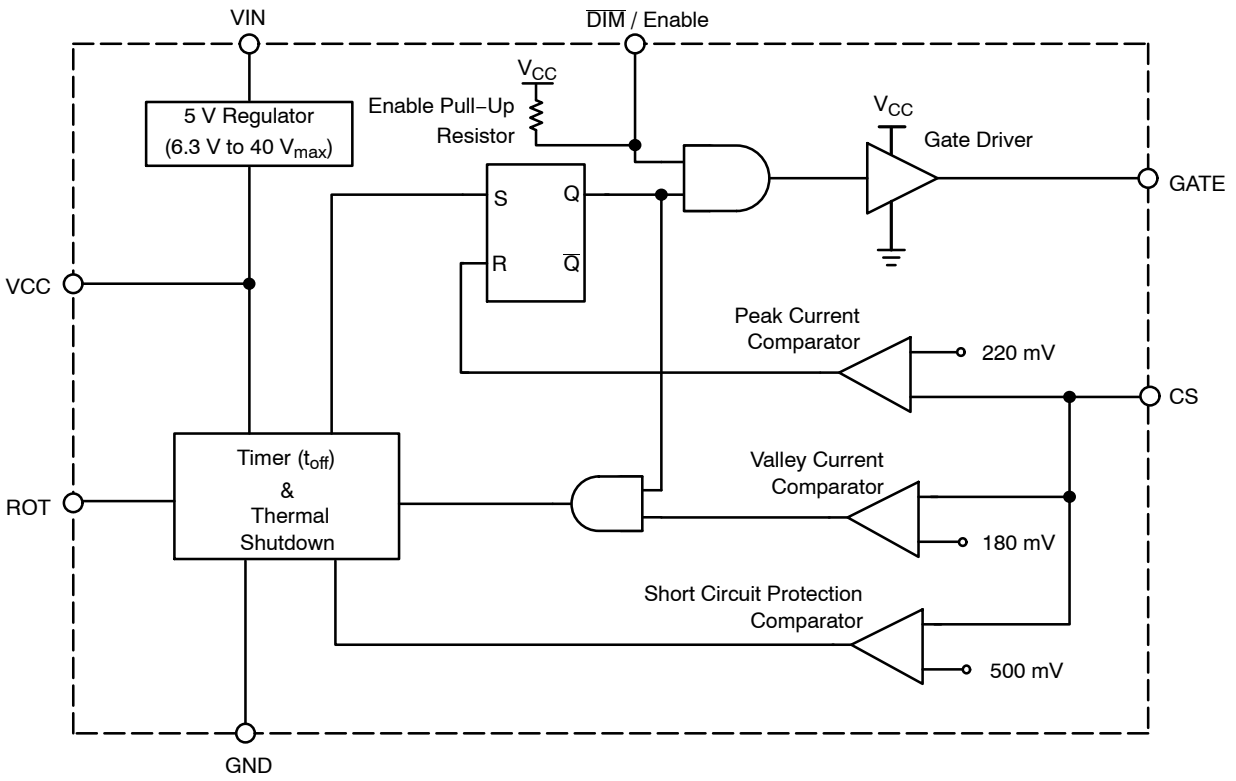 VIN
DIM / Enable
VCC
Enable Pull−Up
Resistor
5 V Regulator
(6.3 V to 40 Vmax)
VCC
Gate Driver
GATE
S
Q
R
Q
VCC
Peak Current
Comparator
220 mV
CS
Timer (toff)
&
Thermal
Shutdown
Valley Current
Comparator
180 mV
ROT
Short Circuit Protection
Comparator
500 mV
GND